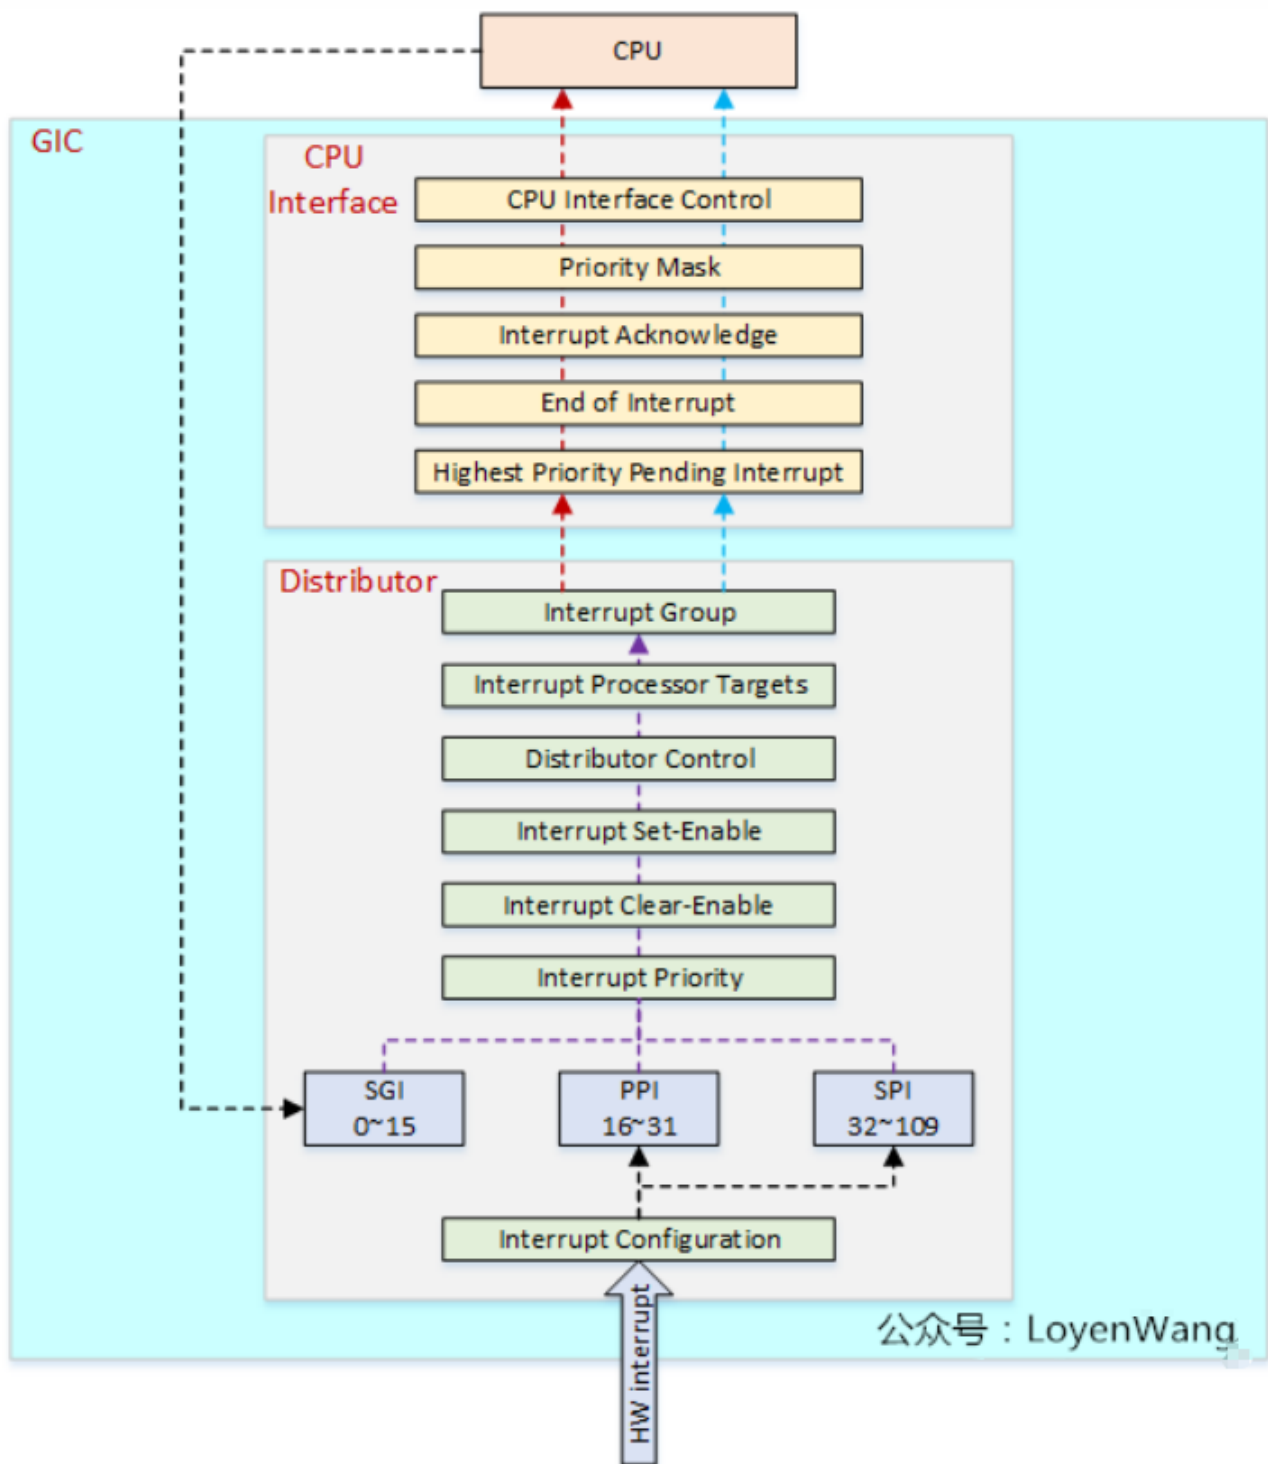 CPU
GIC
CPU
Interface
CPU Interface Control
Priority Mask
Interrupt Acknowledge
End of Interrupt
Highest Priority Pending Interrupt
Distributor
Interrupt Group
Interrupt Processor Targets
Distributor Control
Interrupt Set-Enable
Interrupt Clear-Enable
Interrupt Priority
SGI
0~15
PPI
16~31
SPI
32~109
Interrupt Configuration
HW interrupt
公众号：LoyenWang